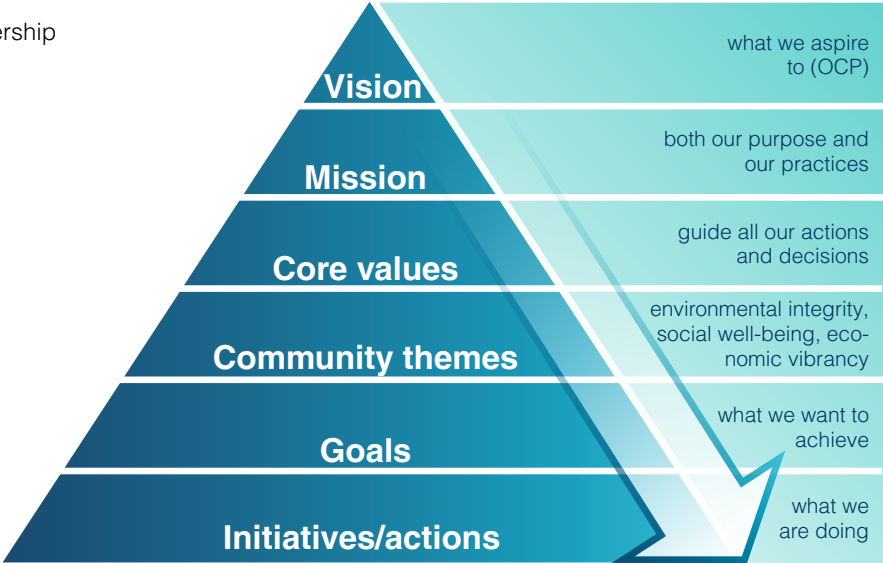 what we aspire
to (OCP)
Vision
both our purpose and
our practices
Mission
guide all our actions
and decisions
Core values
environmental integrity,
social well-being, eco-
nomic vibrancy
Community themes
what we want to
achieve
Goals
what we
are doing
Initiatives/actions